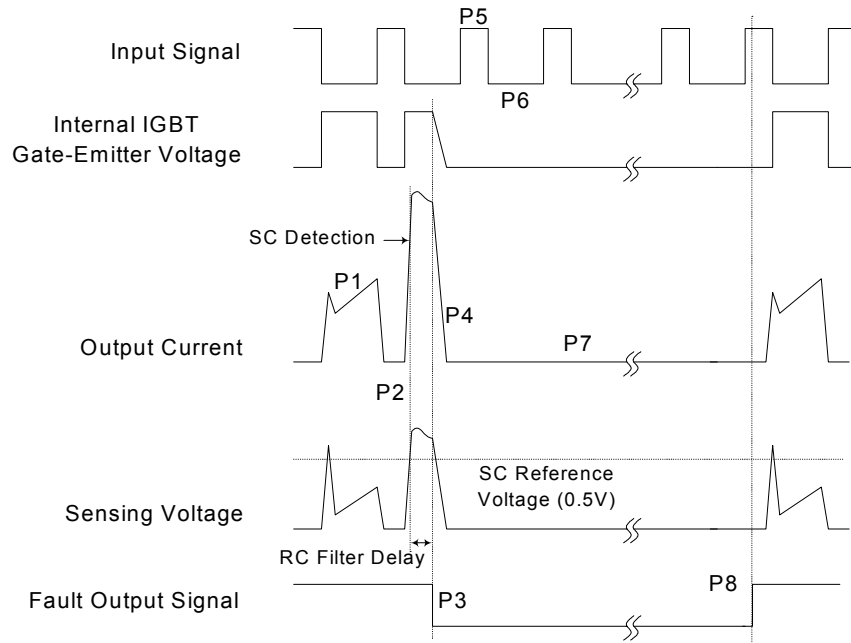 P5
Input Signal
P6
Internal IGBT
Gate-Emitter Voltage
SC Detection
P1
P4
Output Current
P7
P2
SC Reference
Voltage (0.5V)
Sensing Voltage
RC Filter Delay
P8
Fault Output Signal
P3